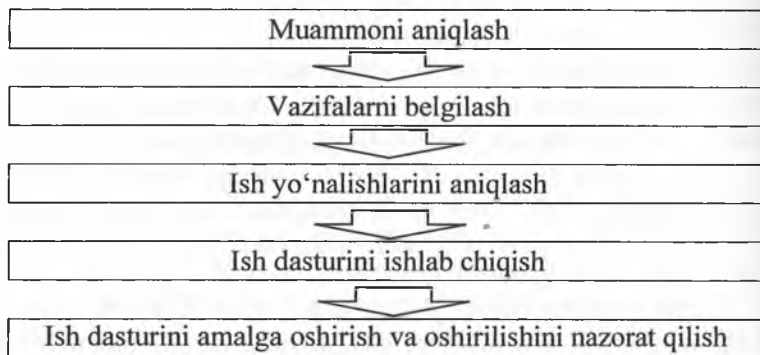 Muammoni aniqlash
Vazifalarni belgilash
Ish yo‘nalishlarini aniqlash
Ish dasturini ishlab chiqish
Ish dasturini amalga oshirish va oshirilishini nazorat qilish